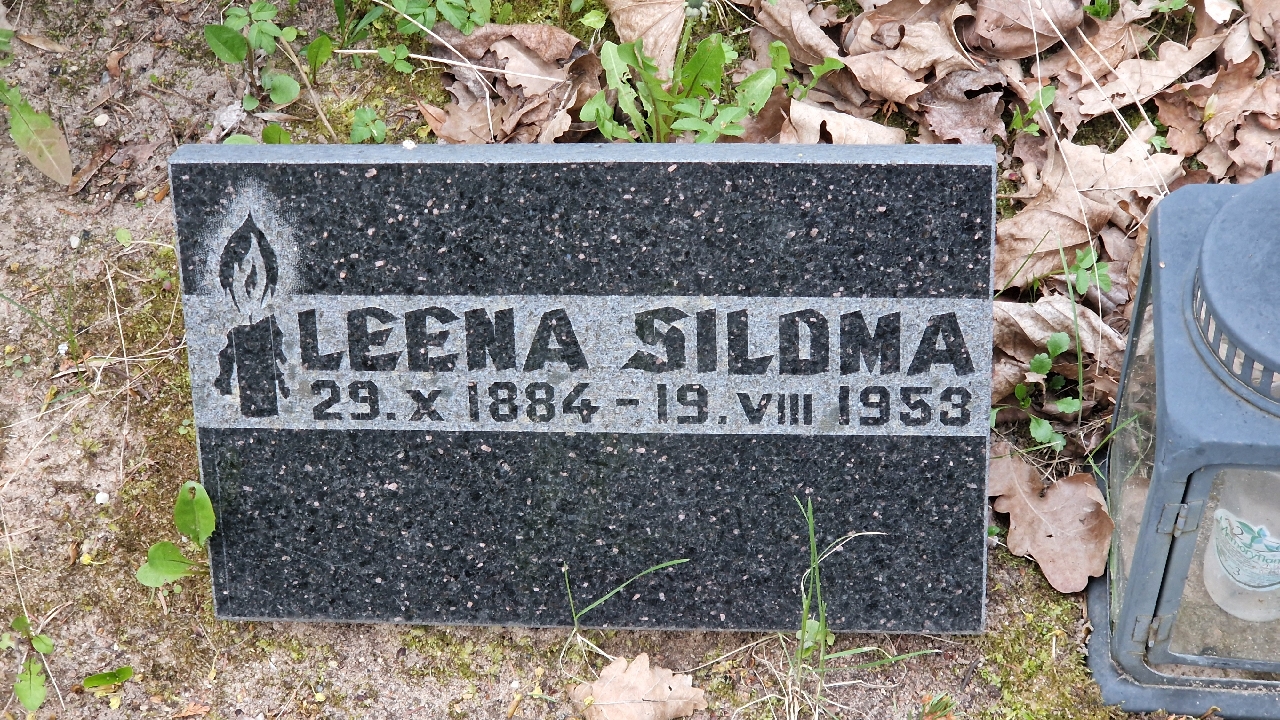 LEENA SILDMA
29. X 1884 - 19. VIII 1953